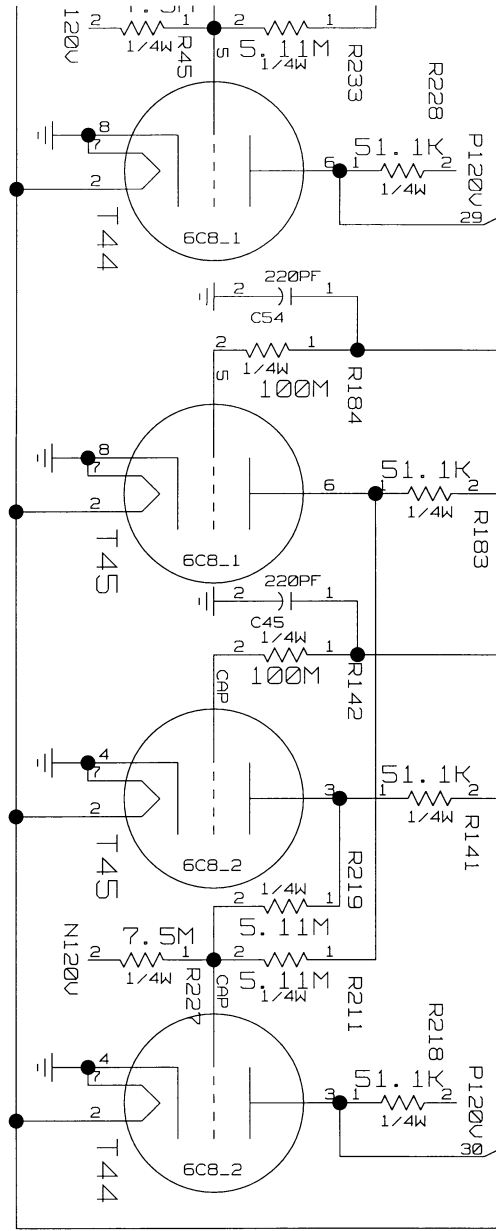 120V
2
1
1/4W
R45
5
2
5.11M
1
1/4W
R233
R228
8
7
2
T44
6C8_1
6
1
51.1K
2
1/4W
P120V
29
2
220PF
1
C54
2
1
1/4W
100M
5
R184
8
7
2
T45
6C8_1
6
1
51.1K
2
1/4W
R183
2
220PF
1
C45
1/4W
2
1
100M
CAP
R142
4
7
2
T45
6C8_2
3
1
51.1K
2
1/4W
R141
R219
1/4W
2
1
5.11M
N120V
2
7.5M
1
1/4W
R227
CAP
2
1
5.11M
1/4W
R211
R218
4
7
2
T44
6C8_2
3
1
51.1K
2
1/4W
P120V
30